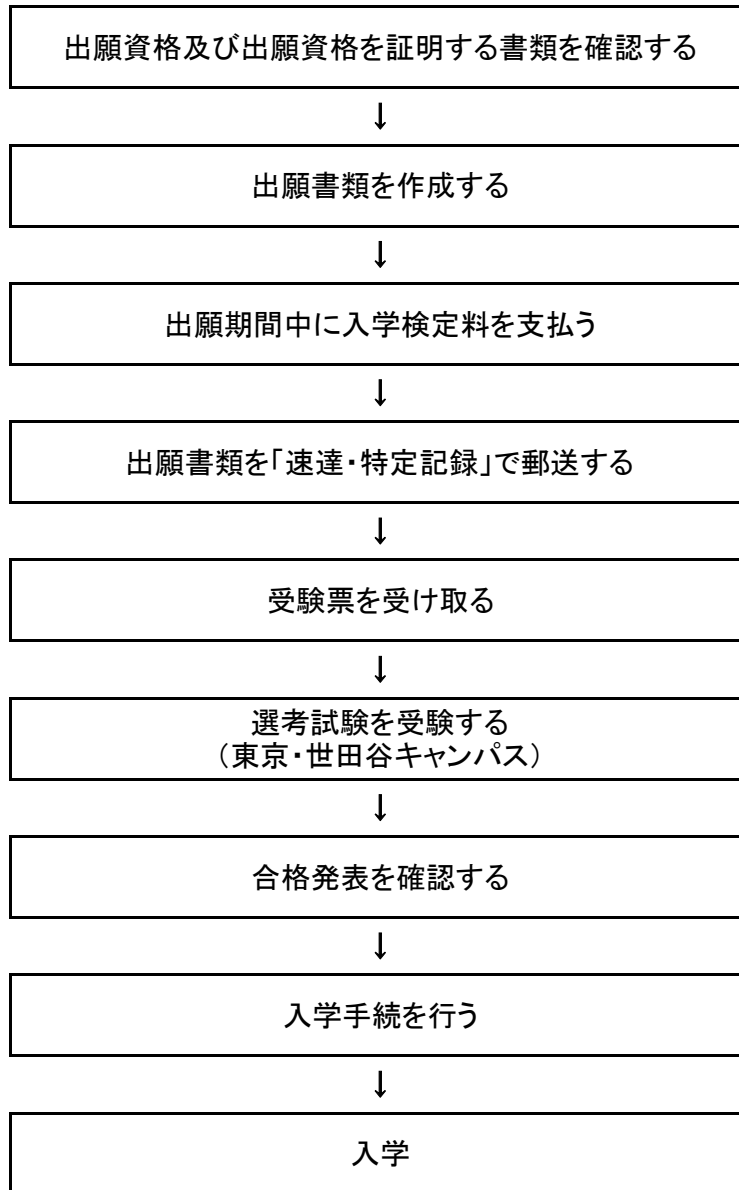 出願資格及び出願資格を証明する書類を確認する
↓
出願書類を作成する
↓
出願期間中に入学検定料を支払う
↓
出願書類を「速達・特定記録」で郵送する
↓
受験票を受け取る
↓
選考試験を受験する
（東京・世田谷キャンパス）
↓
合格発表を確認する
↓
入学手続を行う
↓
入学